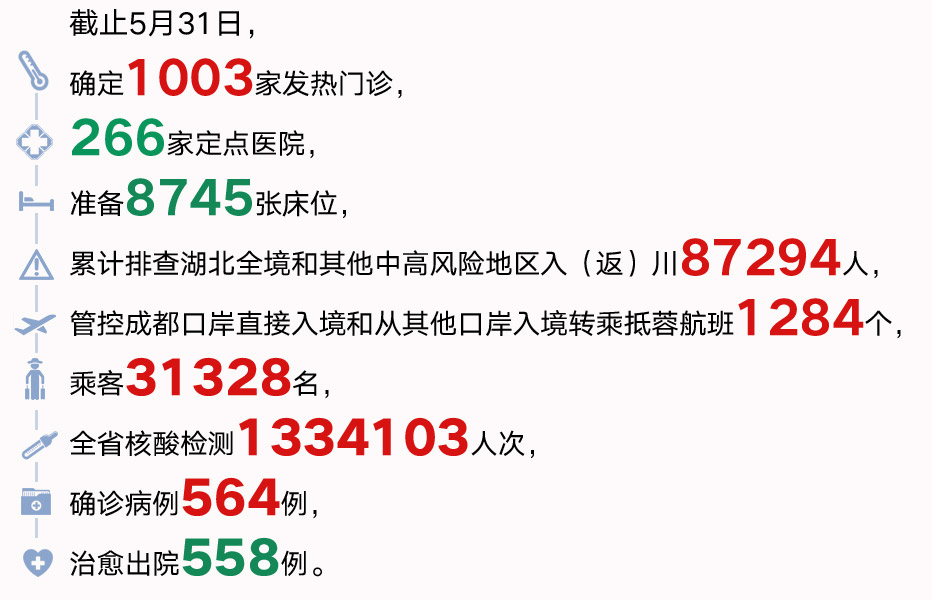 截止5月31日，
确定1003家发热门诊，
266家定点医院，
准备8745张床位，
累计排查湖北全境和其他中高风险地区入（返）川87294人，
管控成都口岸直接入境和从其他口岸入境转乘抵蓉航班1284个，
乘客31328名，
全省核酸检测1334103人次，
确诊病例564例，
治愈出院558例。